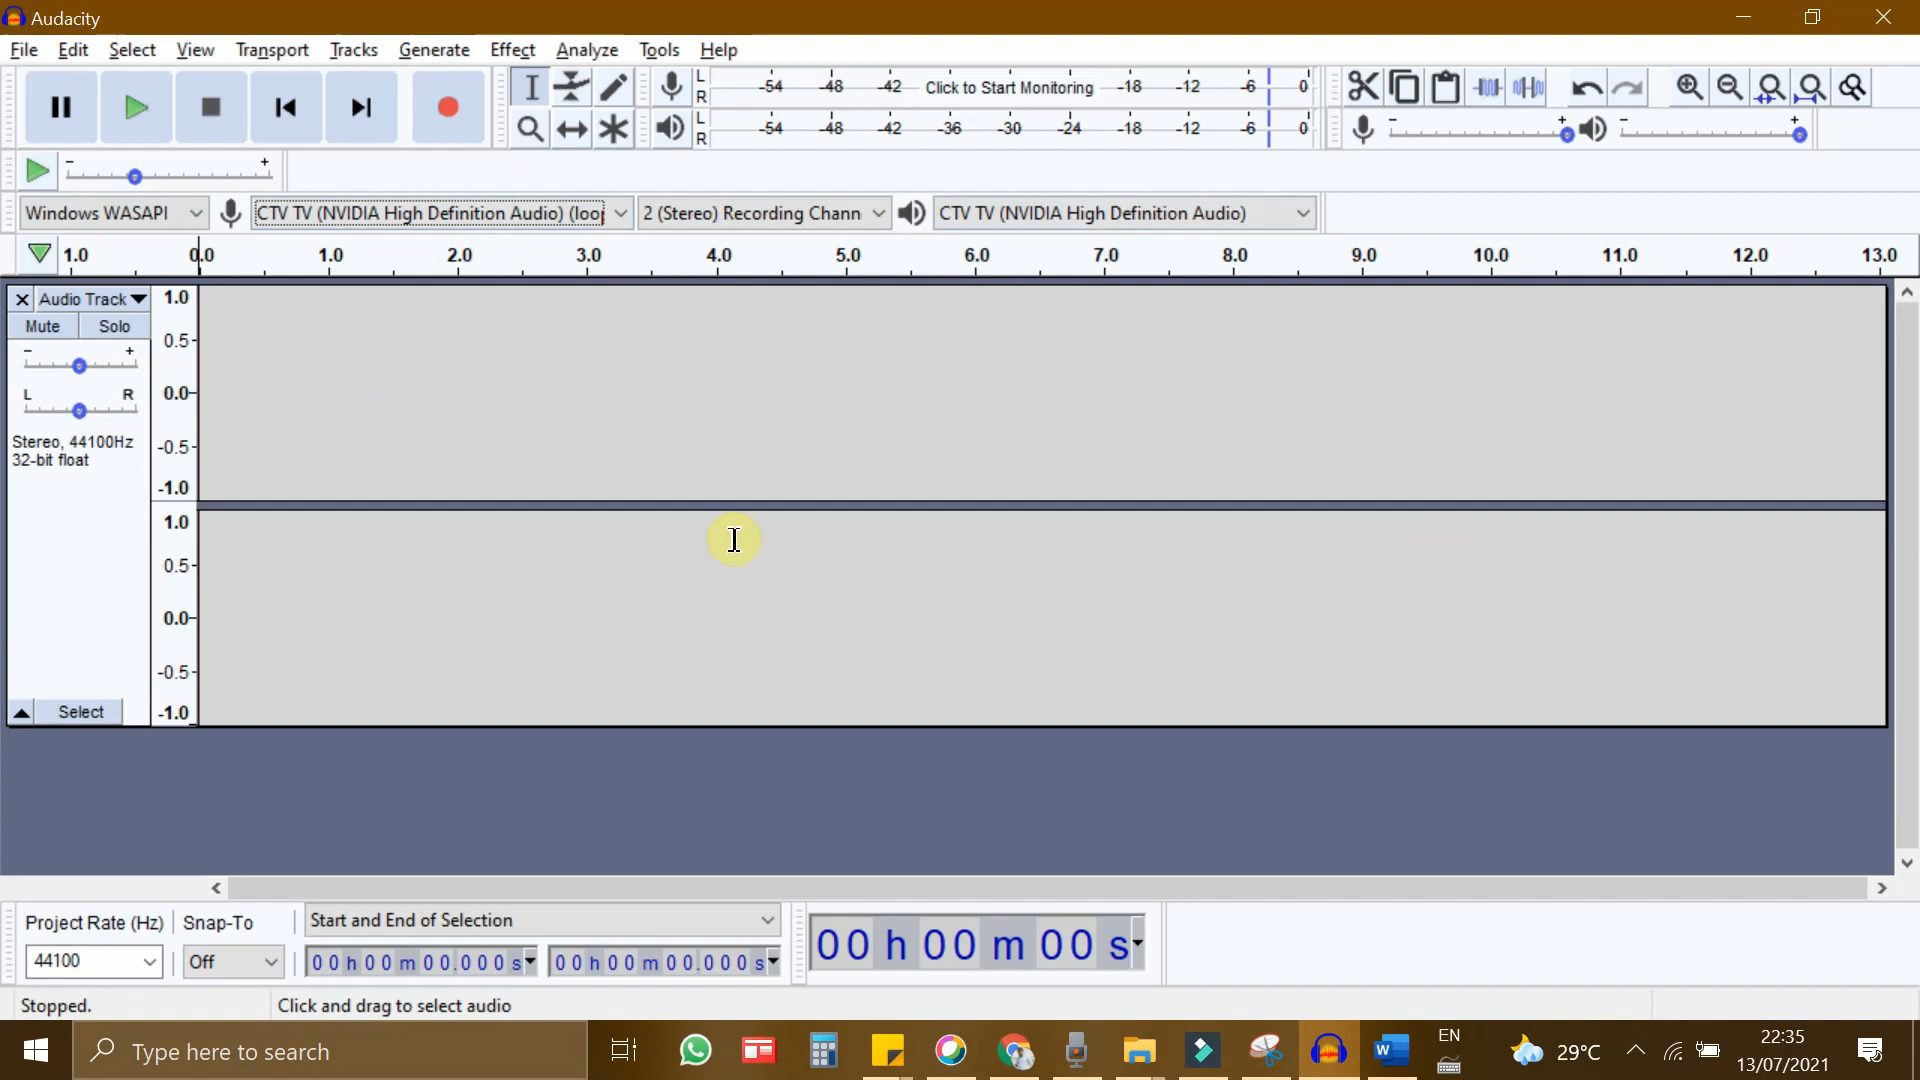 Audacity
File Edit Select View Transport Tracks Generate Effect Analyze Tools Help
L R -54 -48 -42 Click to Start Monitoring -18 -12 -6 0
L R -54 -48 -42 -36 -30 -24 -18 -12 -6 0
- + - +
- +
Windows WASAPI CTV TV (NVIDIA High Definition Audio) (loo 2 (Stereo) Recording Chann CTV TV (NVIDIA High Definition Audio)
1.0 0.0 1.0 2.0 3.0 4.0 5.0 6.0 7.0 8.0 9.0 10.0 11.0 12.0 13.0
Audio Track 1.0
Mute Solo
0.5
- +
L R 0.0
Stereo, 44100Hz -0.5
32-bit float
-1.0
1.0
0.5
0.0
-0.5
Select -1.0
Project Rate (Hz) Snap-To Start and End of Selection
44100 Off 00 h 00 m 00.000 s 00 h 00 m 00.000 s 00 h 00 m 00 s
Stopped. Click and drag to select audio
Type here to search EN 29°C 22:35
W 13/07/2021